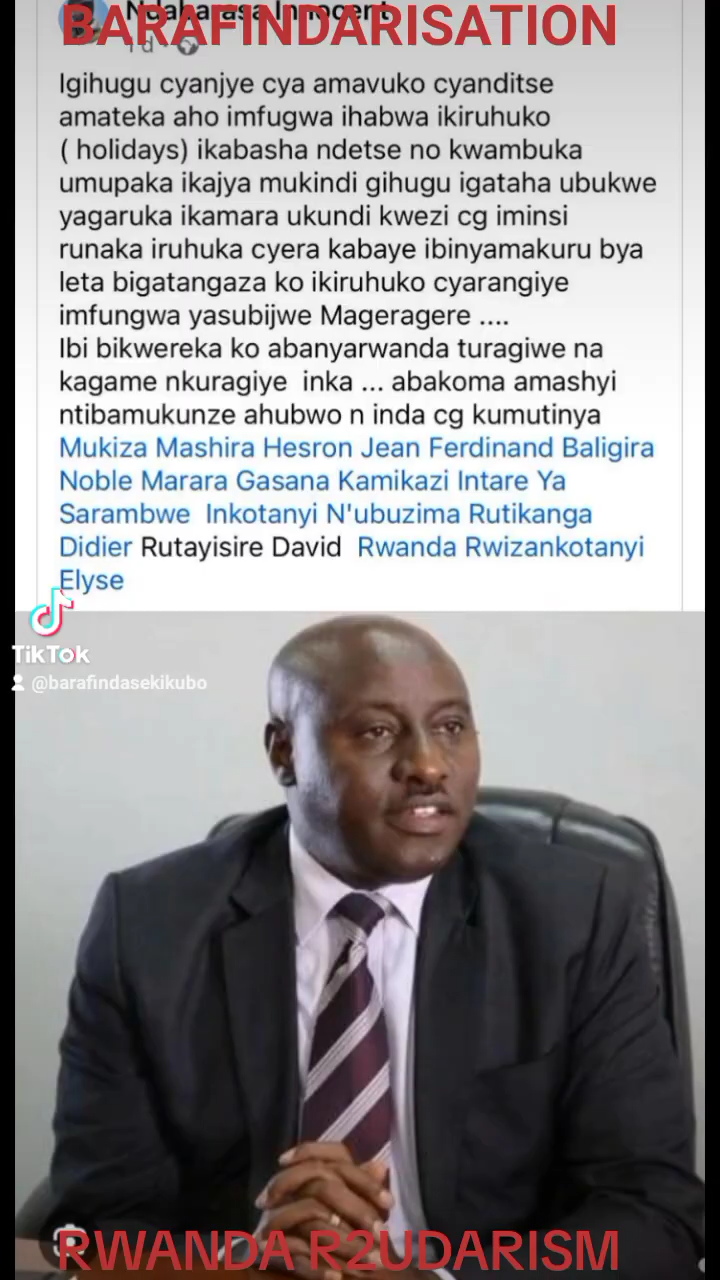 BARAFINDARISATION
Ndabarasa Innocent
1 d ·
Igihugu cyanjye cya amavuko cyanditse
amateka aho imfugwa ihabwa ikiruhuko
( holidays) ikabasha ndetse no kwambuka
umupaka ikajya mukindi gihugu igataha ubukwe
yagaruka ikamara ukundi kwezi cg iminsi
runaka iruhuka cyera kabaye ibinyamakuru bya
leta bigatangaza ko ikiruhuko cyarangiye
imfungwa yasubijwe Mageragere ....
Ibi bikwereka ko abanyarwanda turagiwe na
kagame nkuragiye inka ... abakoma amashyi
ntibamukunze ahubwo n inda cg kumutinya
Mukiza Mashira Hesron Jean Ferdinand Baligira
Noble Marara Gasana Kamikazi Intare Ya
Sarambwe Inkotanyi N'ubuzima Rutikanga
Didier Rutayisire David Rwanda Rwizankotanyi
Elyse
TikTok
@barafindasekikubo
RWANDA R2UDARISM